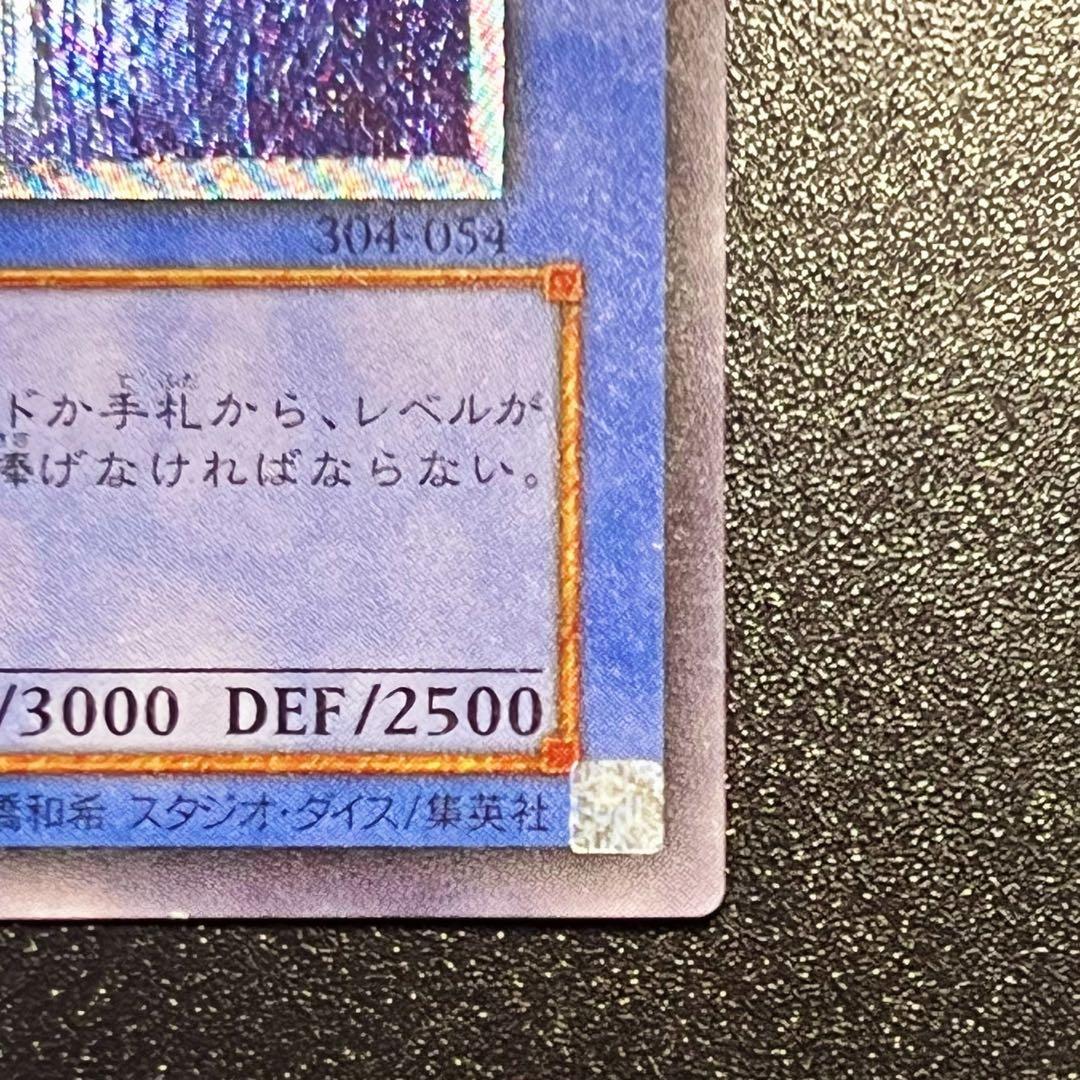 304-054
ドか手札から、レベルが
捧げなければならない。
/3000 DEF/2500
橋和希 スタジオ・ダイス/集英社